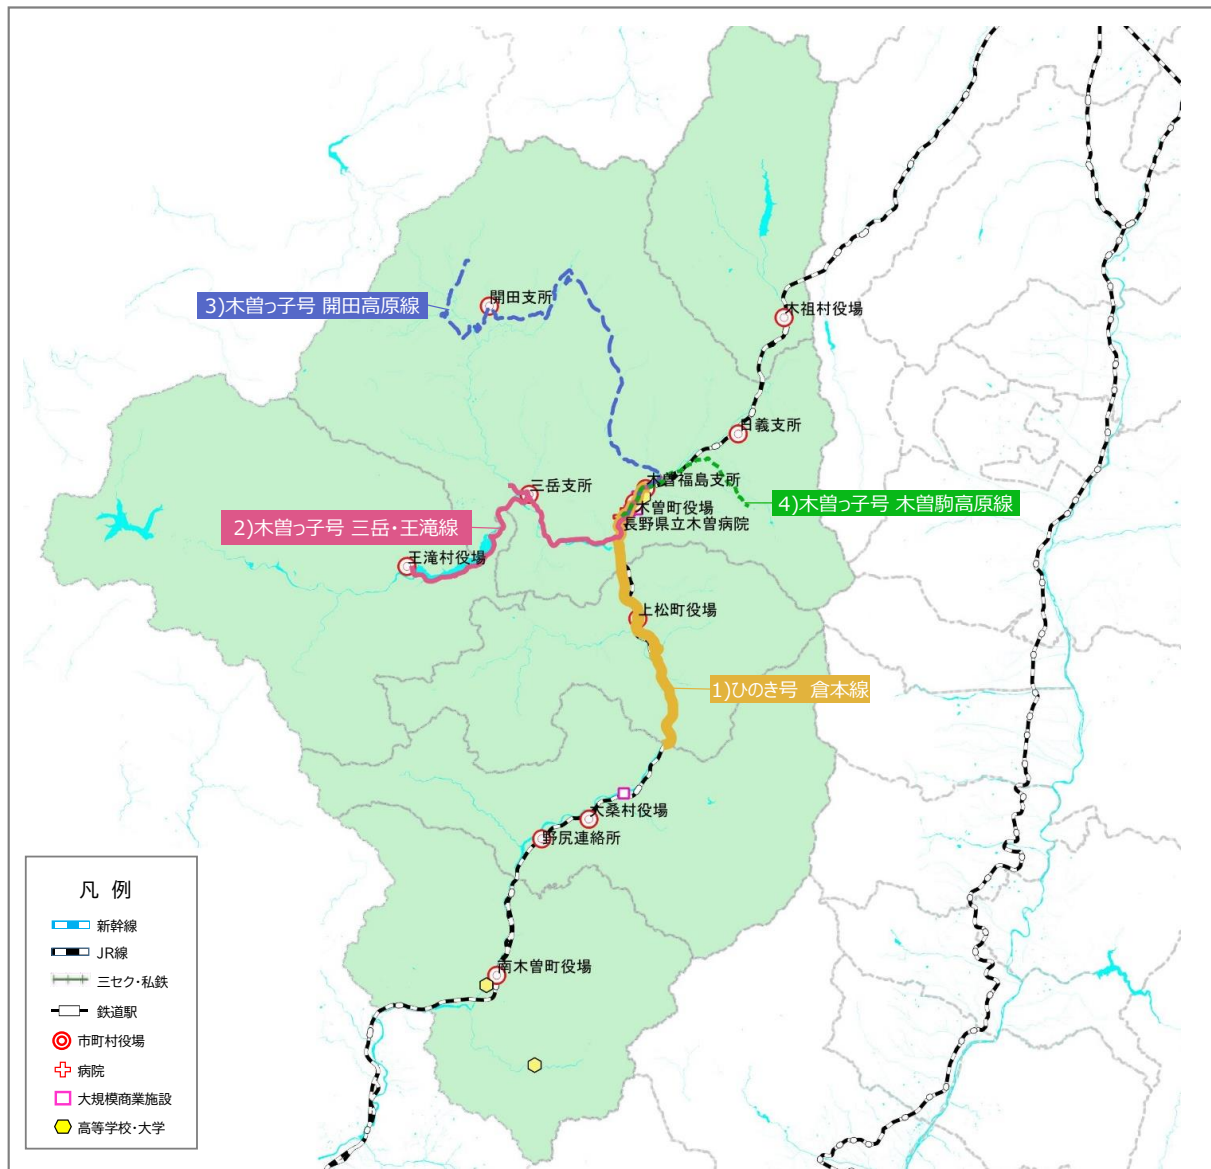 3)木曽っ子号 開田高原線
開田支所
木祖村役場
日義支所
木曽福島支所
三岳支所
木曽町役場
4)木曽っ子号 木曽駒高原線
長野県立木曽病院
2)木曽っ子号 三岳・王滝線
王滝村役場
上松町役場
1)ひのき号 倉本線
大桑村役場
野尻連絡所
南木曽町役場
凡 例
新幹線
JR線
三セク・私鉄
鉄道駅
市町村役場
病院
大規模商業施設
高等学校・大学